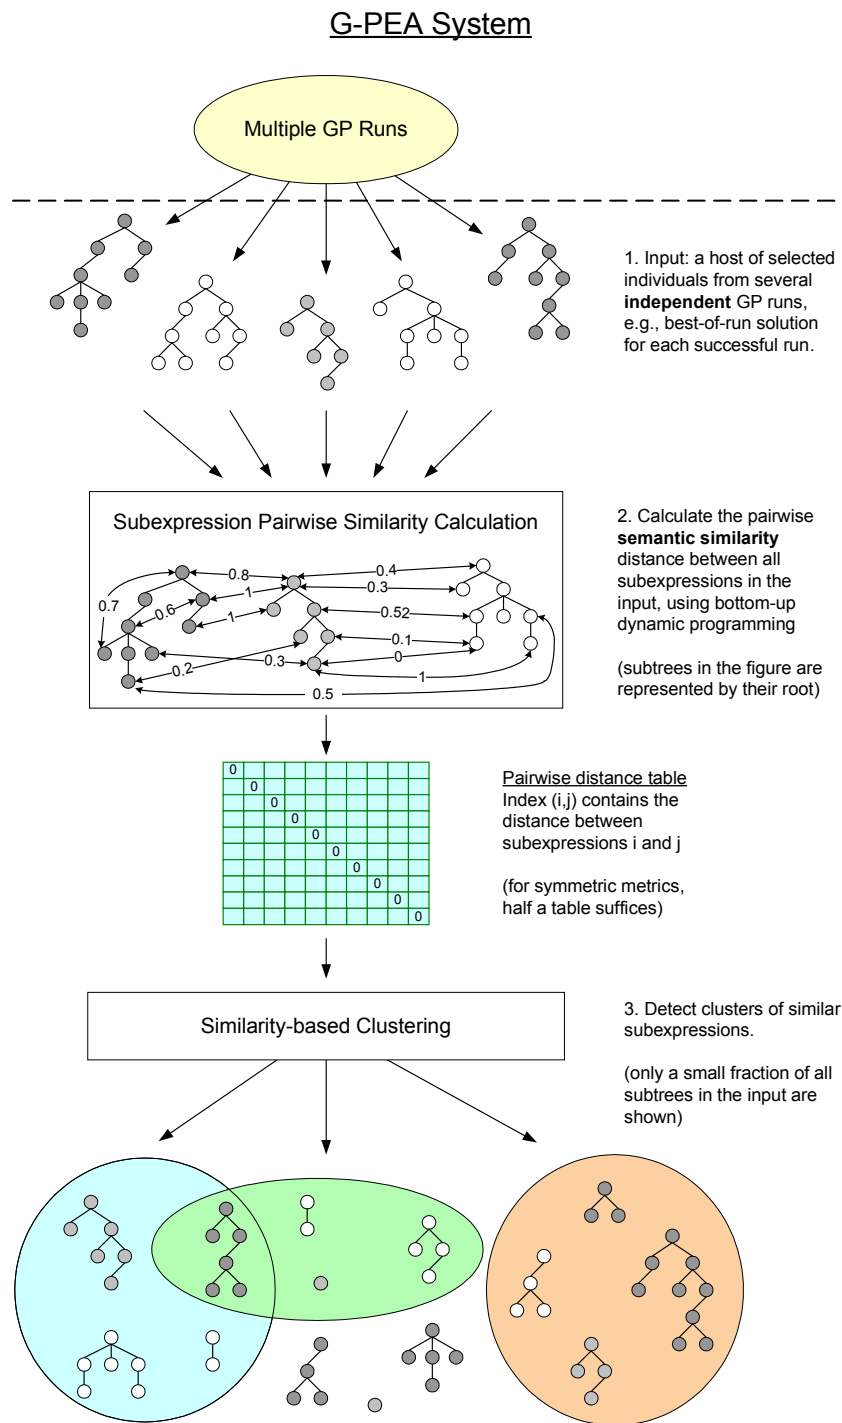 G-PEA System
Multiple GP Runs
1. Input: a host of selected
individuals from several
independent GP runs,
e.g., best-of-run solution
for each successful run.
Subexpression Pairwise Similarity Calculation
0.8
0.4
0.3
0.7
1
0.6
1
0.52
0.1
0.3
0
0.2
1
0.5
2. Calculate the pairwise
semantic similarity
distance between all
subexpressions in the
input, using bottom-up
dynamic programming
(subtrees in the figure are
represented by their root)
0
0
0
0
0
0
0
0
0
0
Pairwise distance table
Index (i,j) contains the
distance between
subexpressions i and j
(for symmetric metrics,
half a table suffices)
Similarity-based Clustering
3. Detect clusters of similar
subexpressions.
(only a small fraction of all
subtrees in the input are
shown)